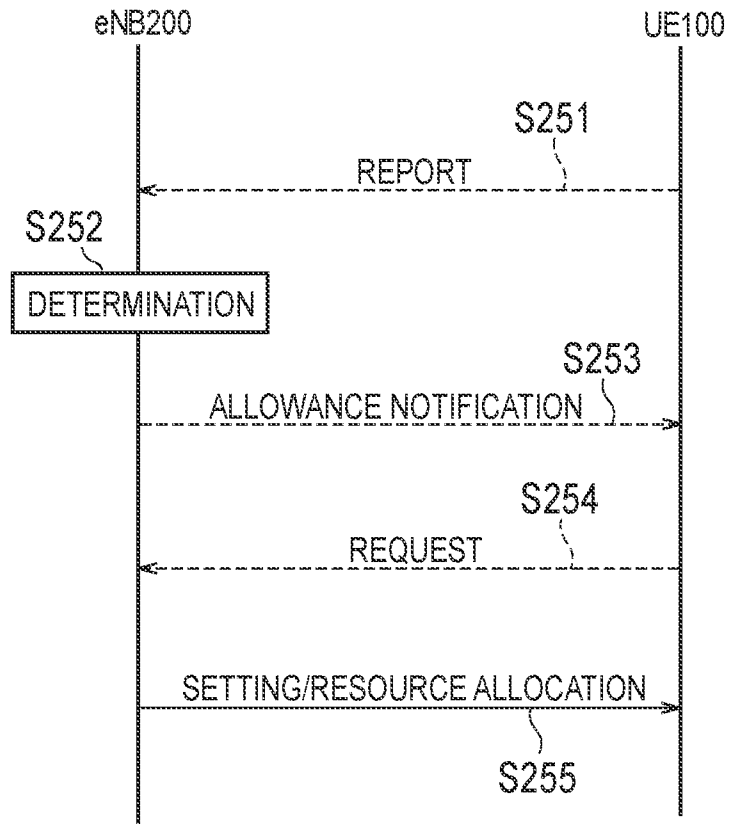 eNB200
UE100
S251
REPORT
S252
DETERMINATION
S253
ALLOWANCE NOTIFICATION
S254
REQUEST
SETTING/RESOURCE ALLOCATION
S255